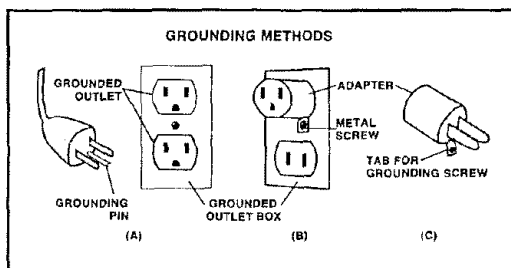 GROUNDING METHODS
GROUNDED
OUTLET
ADAPTER
METAL
SCREW
TAB FOR
GROUNDING SCREW
GROUNDING
PIN
GROUNDED
OUTLET BOX
(A)
(B)
(C)